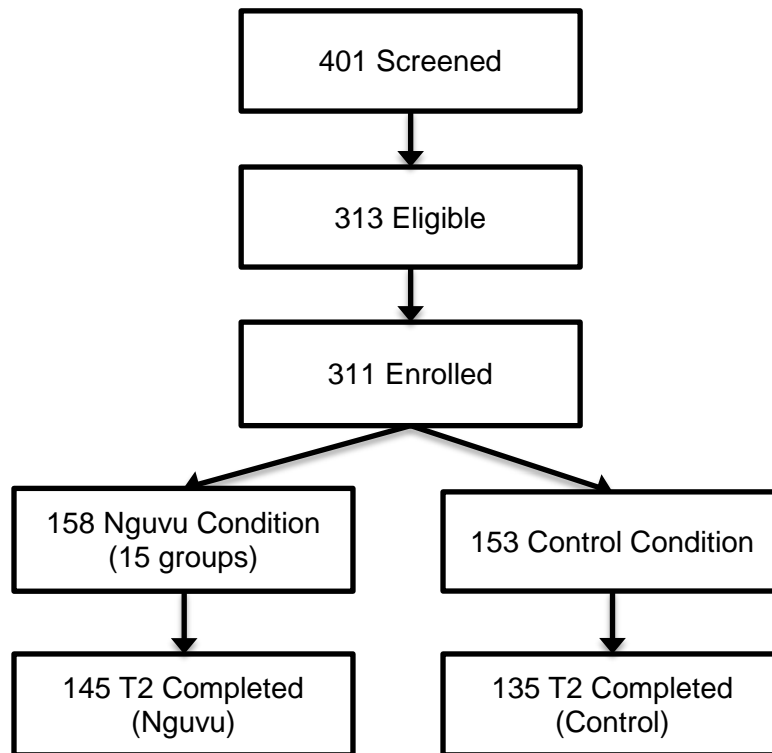 401 Screened
313 Eligible
311 Enrolled
158 Nguvu Condition
(15 groups)
153 Control Condition
145 T2 Completed
(Nguvu)
135 T2 Completed
(Control)